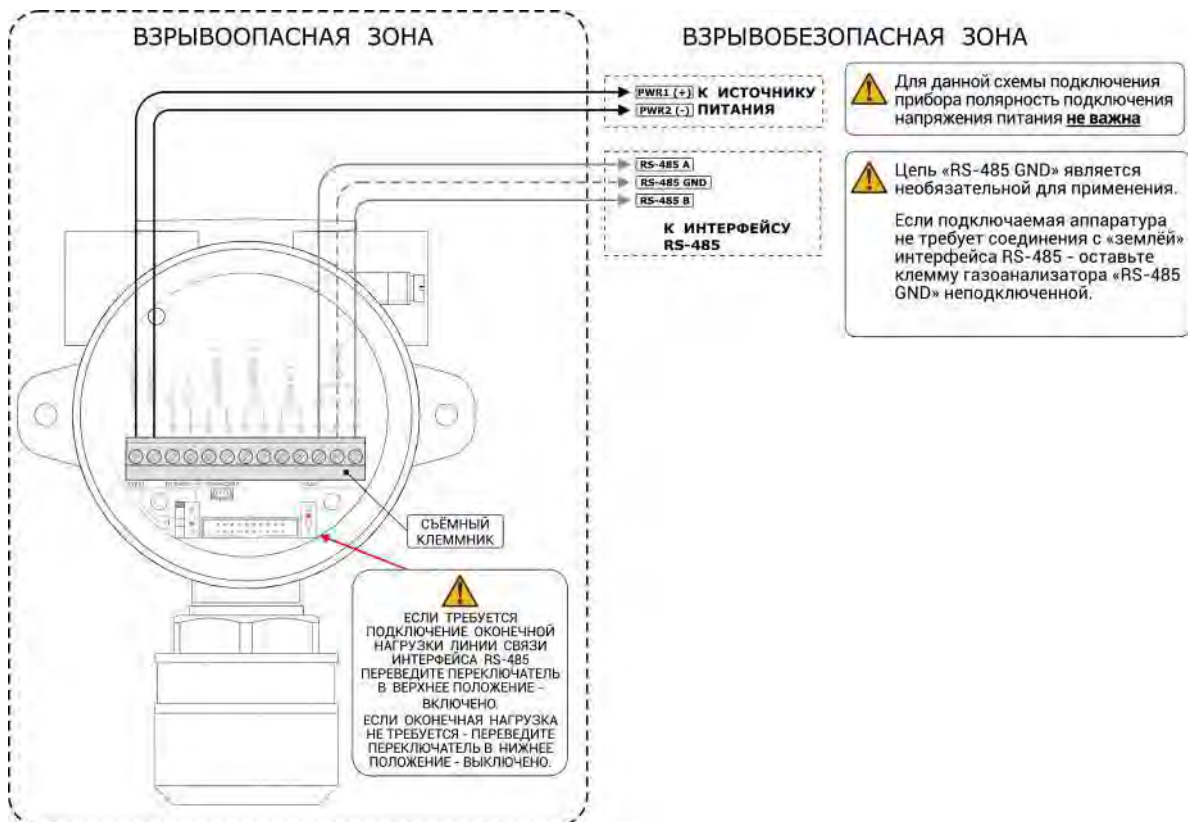 ВЗРЫВООПАСНАЯ ЗОНА
ВЗРЫВОБЕЗОПАСНАЯ ЗОНА
PWR1 (+) К ИСТОЧНИКУ
PWR2 (-) ПИТАНИЯ
Для данной схемы подключения
прибора полярность подключения
напряжения питания не важна
RS-485 A
RS-485 GND
RS-485 B
К ИНТЕРФЕЙСУ
RS-485
Цепь «RS-485 GND» является
необязательной для применения.
Если подключаемая аппаратура
не требует соединения с «землёй»
интерфейса RS-485 - оставьте
клемму газоанализатора «RS-485
GND» неподключенной.
СЪЁМНЫЙ
КЛЕММНИК
ЕСЛИ ТРЕБУЕТСЯ
ПОДКЛЮЧЕНИЕ ОКОНЕЧНОЙ
НАГРУЗКИ ЛИНИИ СВЯЗИ
ИНТЕРФЕЙСА RS-485
ПЕРЕВЕДИТЕ ПЕРЕКЛЮЧАТЕЛЬ
В ВЕРХНЕЕ ПОЛОЖЕНИЕ -
ВКЛЮЧЕНО.
ЕСЛИ ОКОНЕЧНАЯ НАГРУЗКА
НЕ ТРЕБУЕТСЯ - ПЕРЕВЕДИТЕ
ПЕРЕКЛЮЧАТЕЛЬ В НИЖНЕЕ
ПОЛОЖЕНИЕ - ВЫКЛЮЧЕНО.